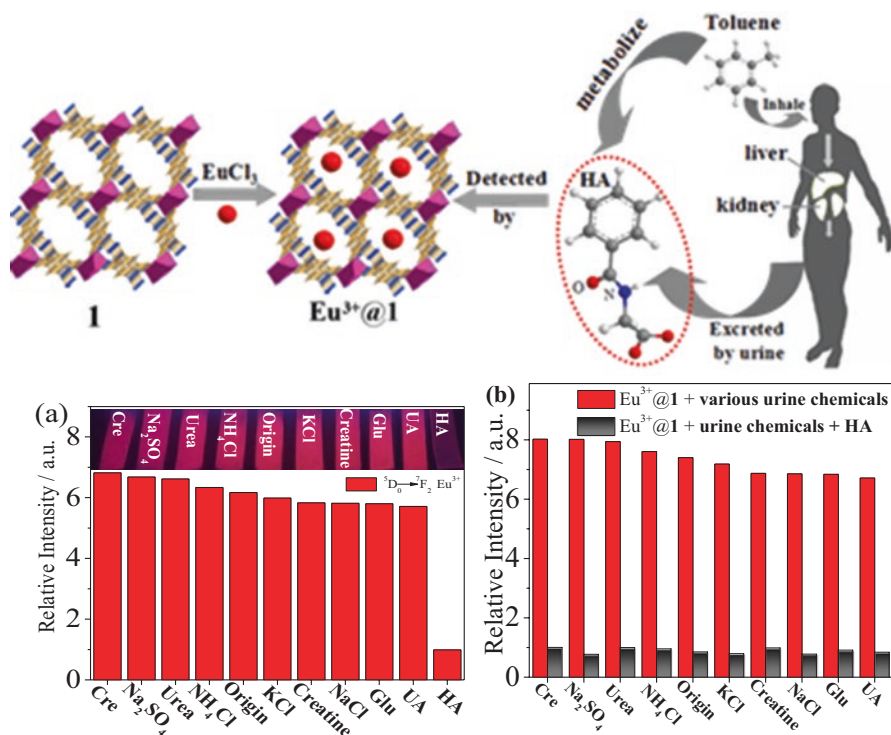 Toluene
metabolize
Inhale
EuCl3
Detected
by
HA
liver
kidney
O
N
1
Eu3+@1
Excreted
by urine
(a)
Cre
Na2SO4
Urea
NH4Cl
Origin
KCl
Creatine
Glu
UA
HA
8
6
4
2
0
Relative Intensity / a.u.
5D0→7F2 Eu3+
Cre
Na2SO4
Urea
NH4Cl
Origin
KCl
Creatine
NaCl
Glu
UA
HA
(b)
Eu3+@1 + various urine chemicals
Eu3+@1 + urine chemicals + HA
8
6
4
2
0
Relative Intensity / a.u.
Cre
Na2SO4
Urea
NH4Cl
Origin
KCl
Creatine
NaCl
Glu
UA